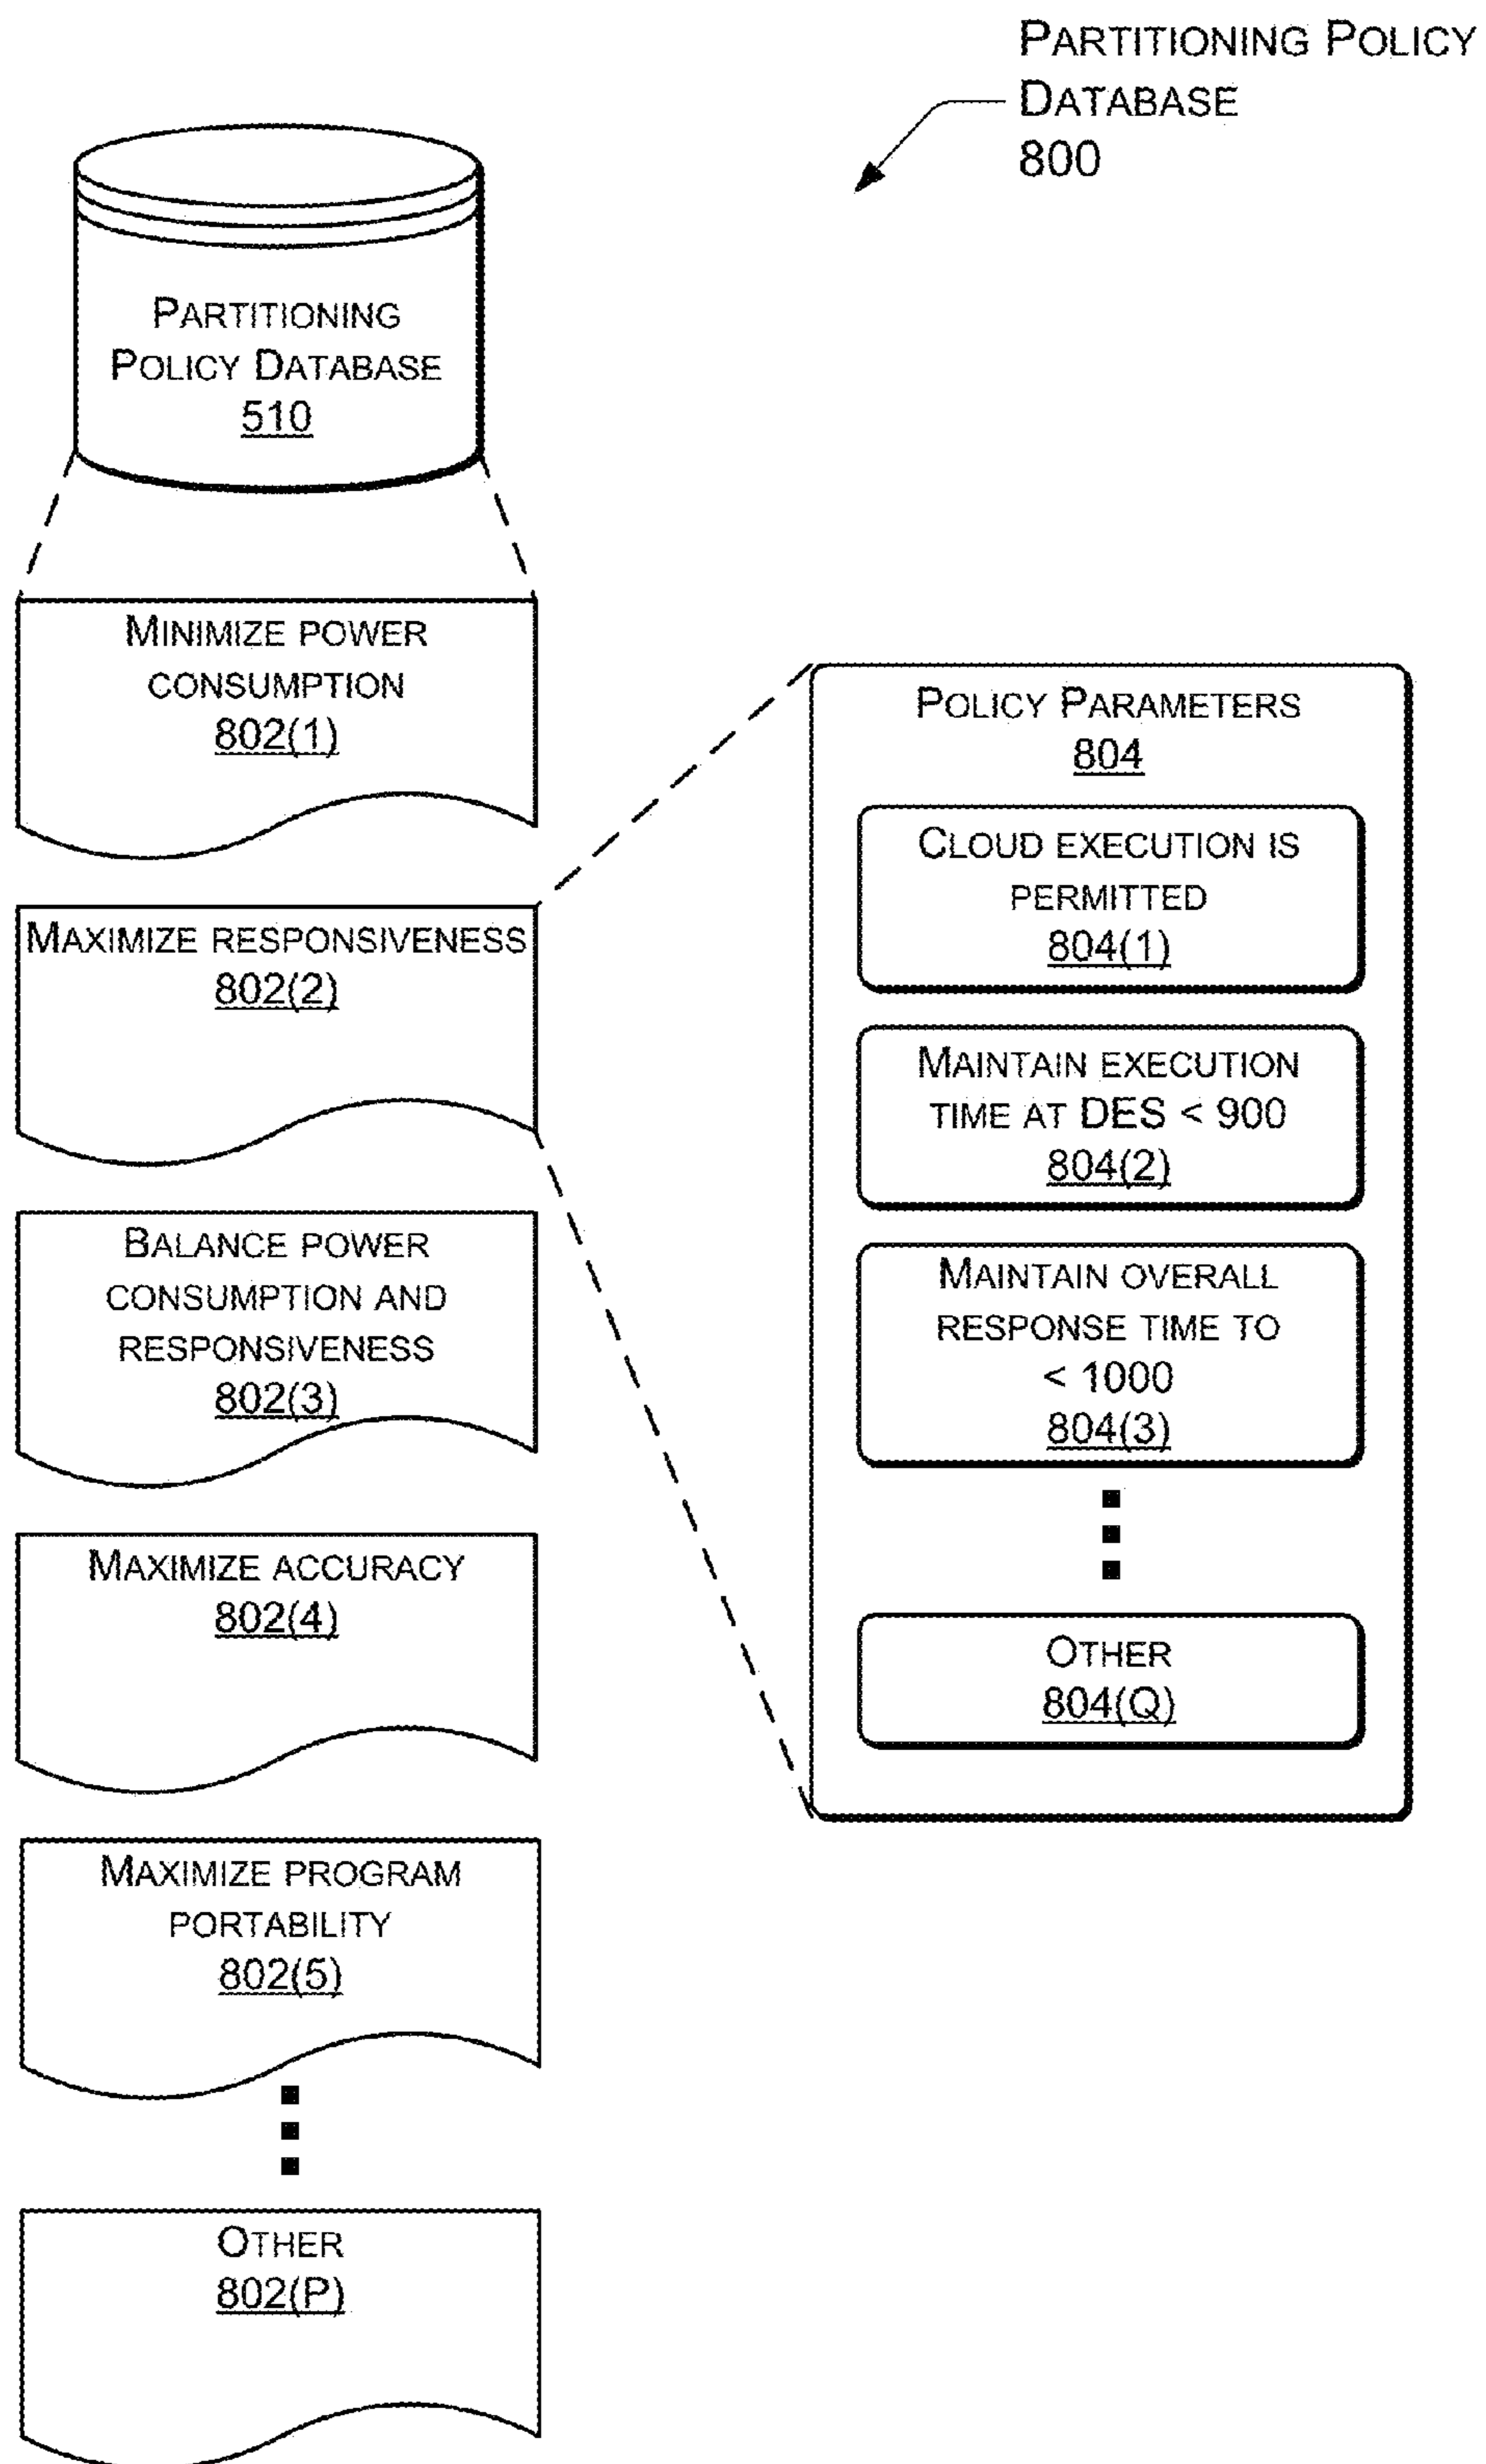 PARTITIONING POLICY
DATABASE
800
PARTITIONING
POLICY DATABASE
510
MINIMIZE POWER
CONSUMPTION
802(1)
MAXIMIZE RESPONSIVENESS
802(2)
BALANCE POWER
CONSUMPTION AND
RESPONSIVENESS
802(3)
MAXIMIZE ACCURACY
802(4)
MAXIMIZE PROGRAM
PORTABILITY
802(5)
OTHER
802(P)
POLICY PARAMETERS
804
CLOUD EXECUTION IS
PERMITTED
804(1)
MAINTAIN EXECUTION
TIME AT DES < 900
804(2)
MAINTAIN OVERALL
RESPONSE TIME TO
< 1000
804(3)
OTHER
804(Q)